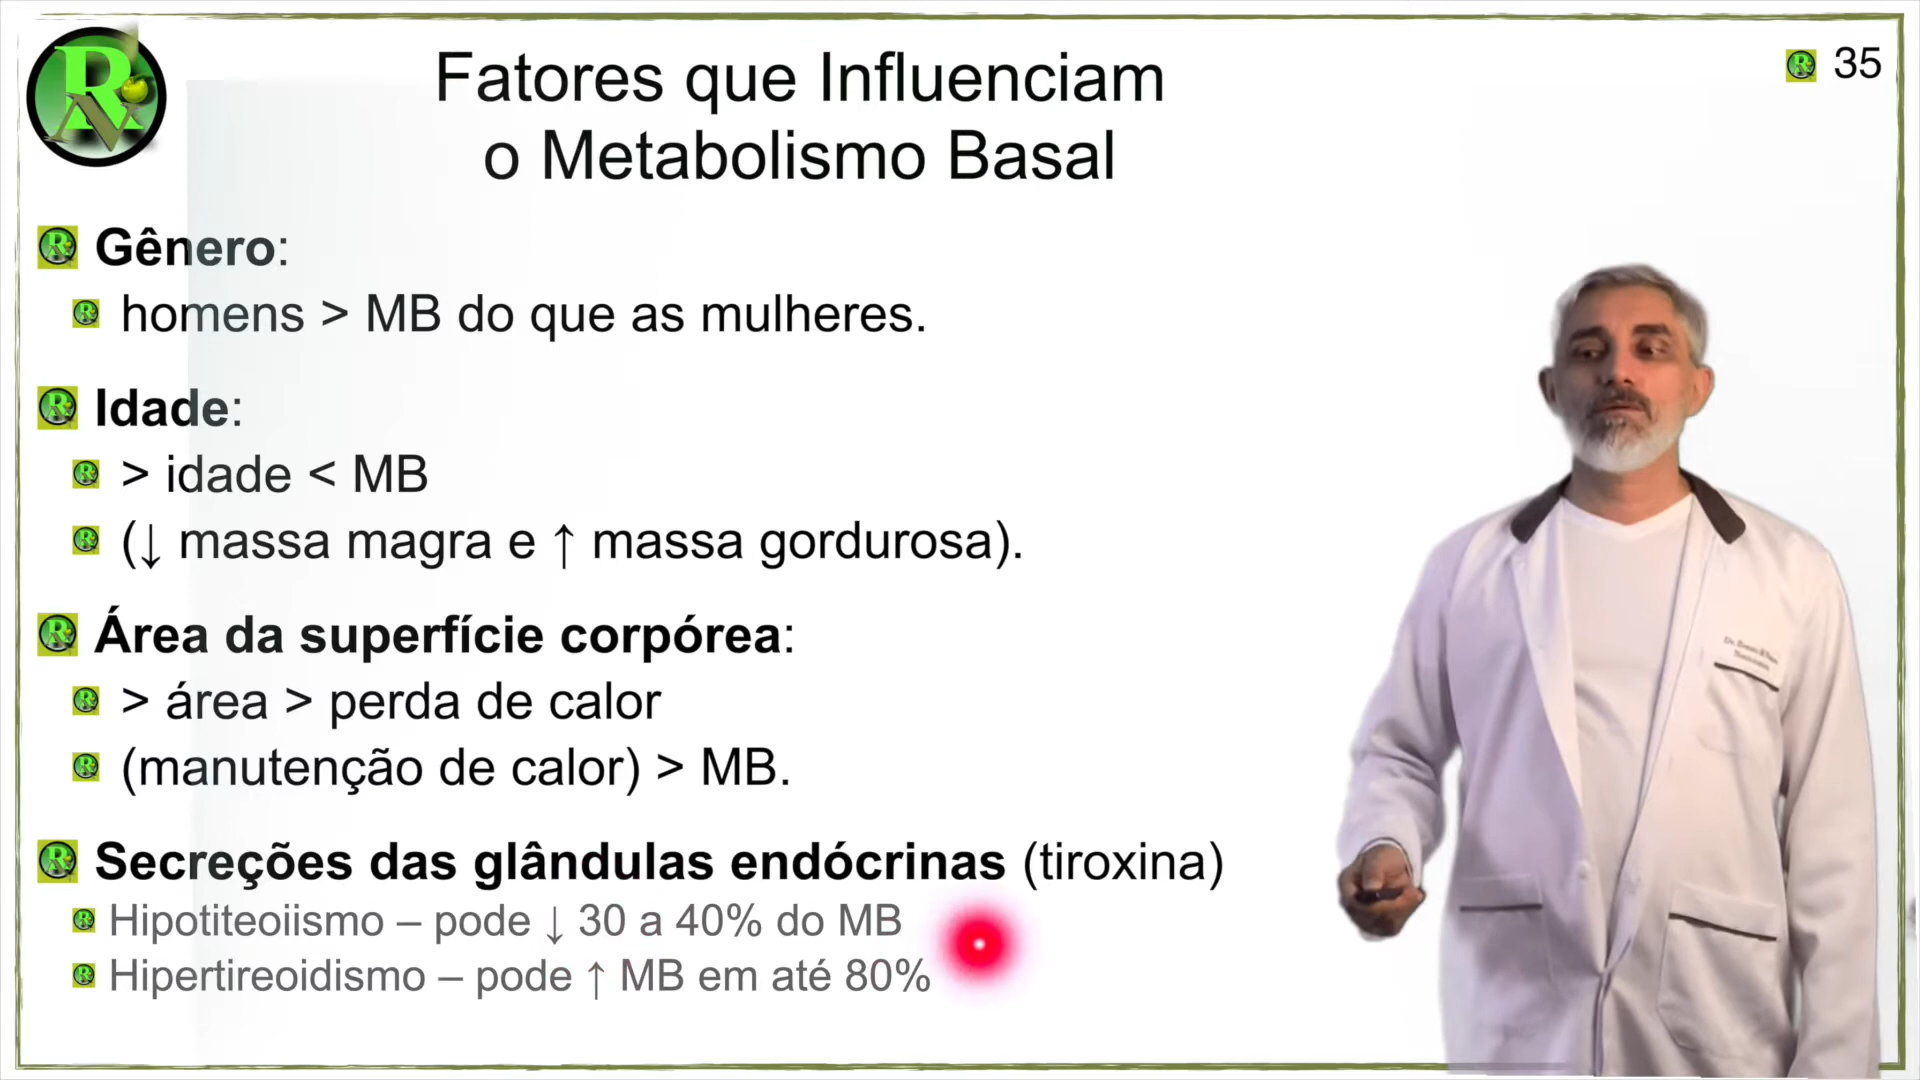 Fatores que Influenciam
o Metabolismo Basal
35
Gênero:
homens > MB do que as mulheres.
Idade:
> idade < MB
(↓ massa magra e ↑ massa gordurosa).
Área da superfície corpórea:
> área > perda de calor
(manutenção de calor) > MB.
Secreções das glândulas endócrinas (tiroxina)
Hipotiteoiismo – pode ↓ 30 a 40% do MB
Hipertireoidismo – pode ↑ MB em até 80%